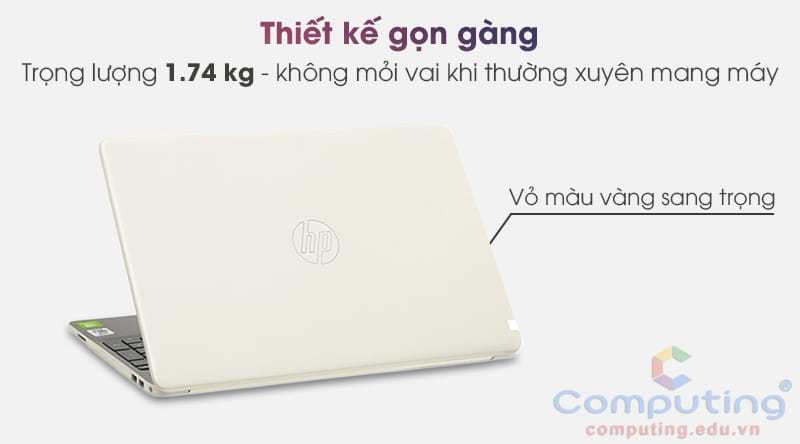 Thiết kế gọn gàng
Trọng lượng 1.74 kg - không mỏi vai khi thường xuyên mang máy
Vỏ màu vàng sang trọng
hp
Computing
computing.edu.vn